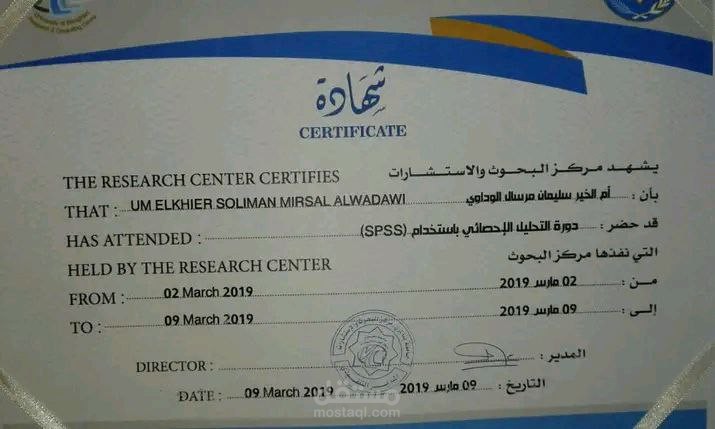 شهادة
CERTIFICATE
يشهد مركز البحوث والاستشارات
THE RESEARCH CENTER CERTIFIES
بأن : أم الخير سليمان مرسال الوداوي
THAT : UM ELKHIER SOLIMAN MIRSAL ALWADAWI
قد حضر : دورة التحليل الإحصائي باستخدام (SPSS)
HAS ATTENDED :
التي نفذها مركز البحوث
HELD BY THE RESEARCH CENTER
من : 02 مارس 2019
FROM : 02 March 2019
إلى : 09 مارس 2019
TO : 09 March 2019
المدير :
DIRECTOR :
التاريخ : 09 مارس 2019
DATE : 09 March 2019
مستقل
mostaql.com